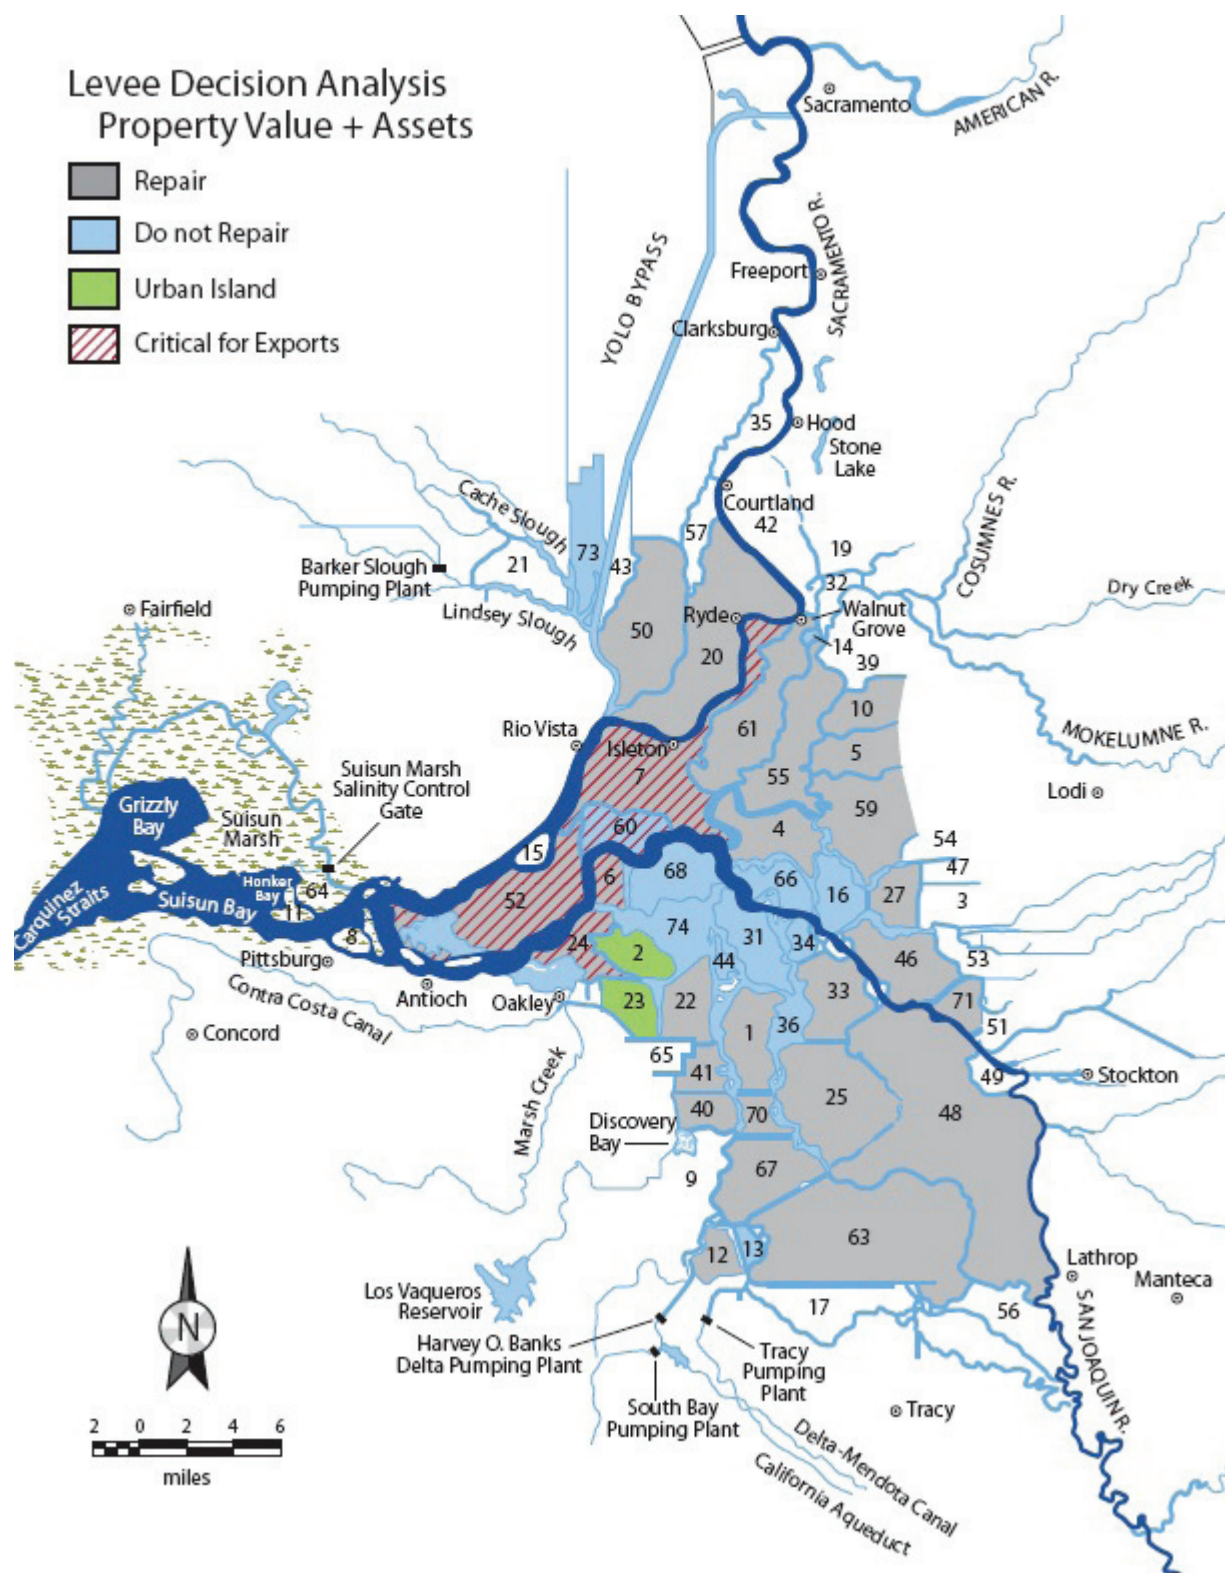 Levee Decision Analysis
Property Value + Assets
Repair
Do not Repair
Urban Island
Critical for Exports
Sacramento
AMERICAN R.
SACRAMENTO R.
YOLO BYPASS
Freeport
Clarksburg
35
Hood
Stone
Lake
Courtland
42
COSUMNES R.
Cache Slough
57
19
73
43
21
Barker Slough
Pumping Plant
32
Dry Creek
Lindsey Slough
Fairfield
Ryde
Walnut
Grove
50
20
14
39
10
Rio Vista
Isleton
61
MOKELUMNE R.
5
7
55
Suisun Marsh
Salinity Control
Gate
Lodi
Grizzly
Bay
Suisun
Marsh
59
60
4
54
15
47
68
66
16
27
3
Honker
Bay
64
6
52
Carquinez
Straits
Suisun Bay
11
8
24
74
31
34
2
44
46
53
Pittsburg
Contra Costa Canal
Antioch
Oakley
23
22
33
71
51
1
36
Concord
65
41
49
Stockton
Marsh Creek
40
70
25
48
Discovery
Bay
9
67
63
12
13
Lathrop
Manteca
Los Vaqueros
Reservoir
17
56
SAN JOAQUIN R.
N
Harvey O. Banks
Delta Pumping Plant
Tracy
Pumping
Plant
South Bay
Pumping Plant
Tracy
Delta-Mendota Canal
California Aqueduct
2 0 2 4 6
miles